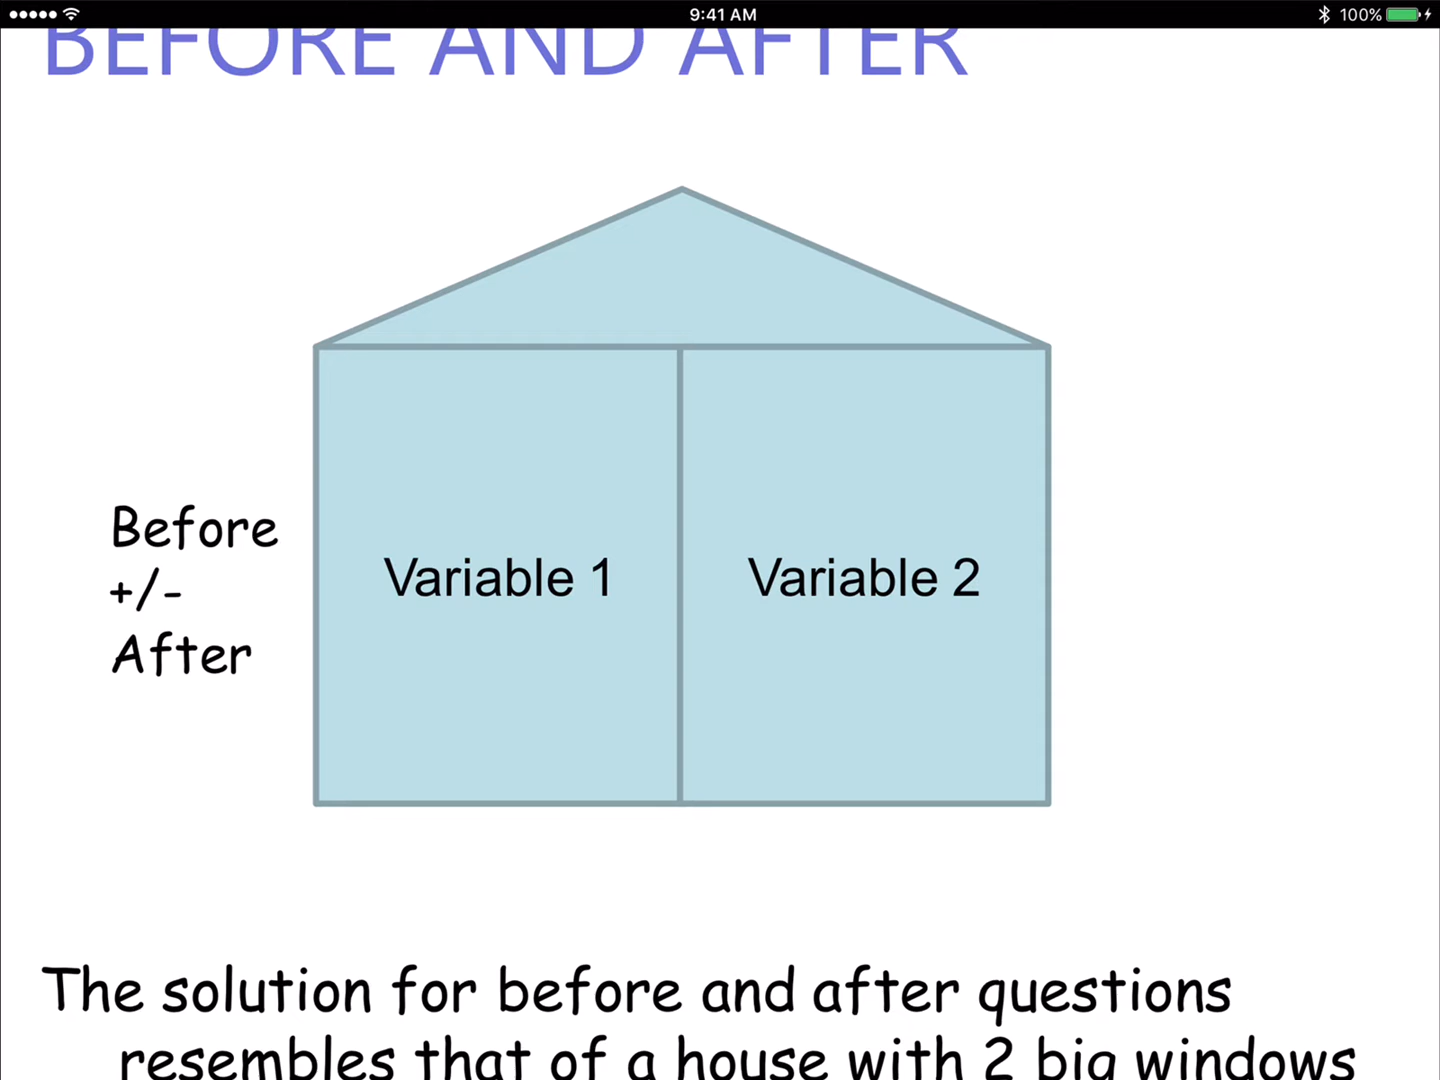 9:41 AM
100%
BEFORE AND AFTER
Before
+/-
After
Variable 1
Variable 2
The solution for before and after questions
resembles that of a house with 2 big windows